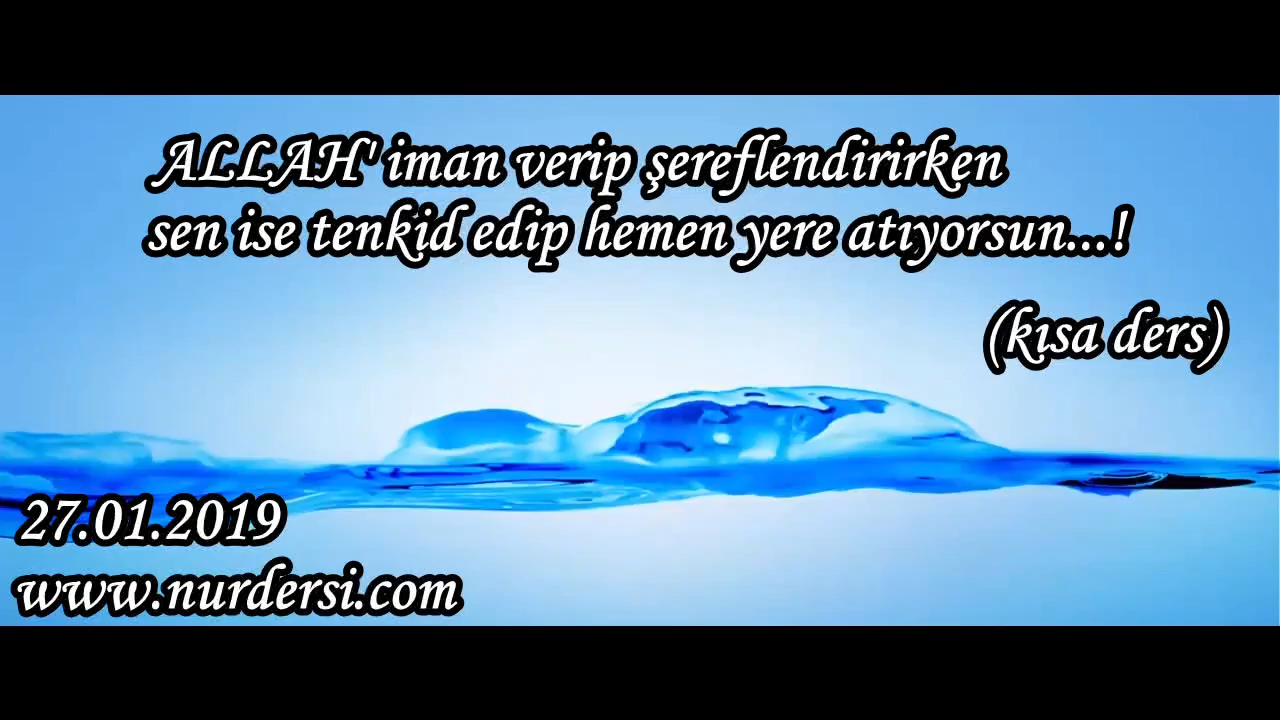 ALLAH' iman verip şereflendirirken
sen ise tenkid edip hemen yere atıyorsun...!
(kısa ders)
27.01.2019
www.nurdersi.com